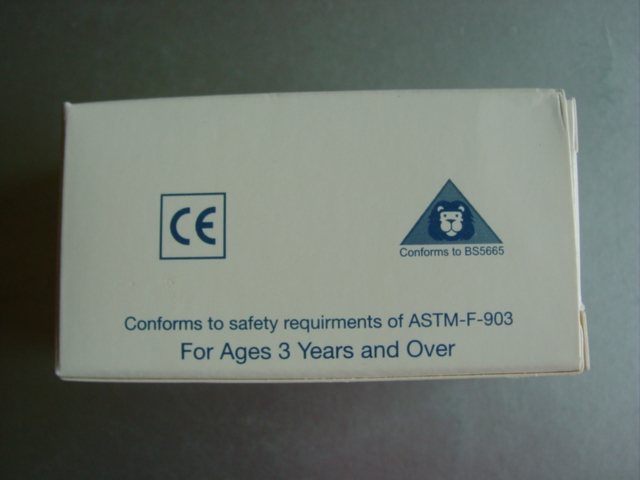 CE
Conforms to BS5665
Conforms to safety requirments of ASTM-F-903
For Ages 3 Years and Over